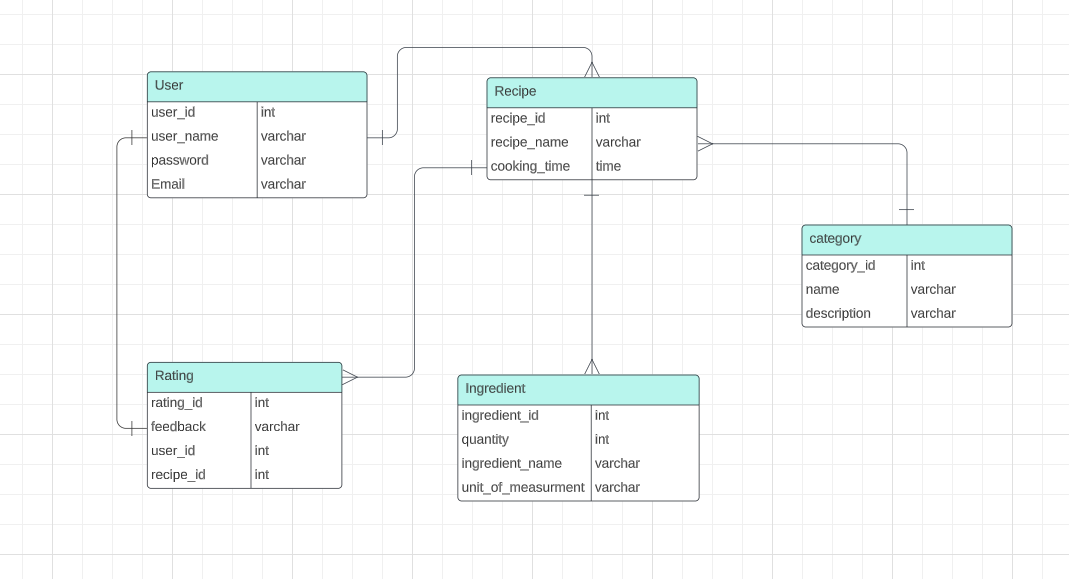 User
user_id int
user_name varchar
password varchar
Email varchar
Recipe
recipe_id int
recipe_name varchar
cooking_time time
category
category_id int
name varchar
description varchar
Rating
rating_id int
feedback varchar
user_id int
recipe_id int
Ingredient
ingredient_id int
quantity int
ingredient_name varchar
unit_of_measurment varchar